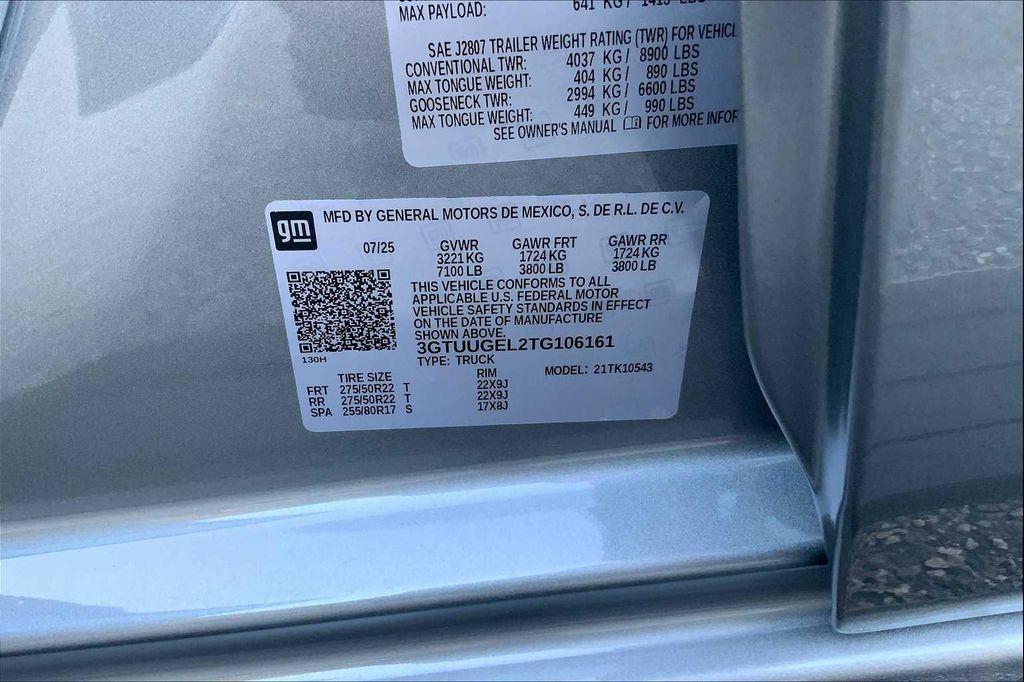 MAX PAYLOAD: 641 KG/ 1413 LBS
SAE J2807 TRAILER WEIGHT RATING (TWR) FOR VEHICL
CONVENTIONAL TWR: 4037 KG/ 8900 LBS
MAX TONGUE WEIGHT: 404 KG/ 890 LBS
GOOSENECK TWR: 2994 KG/ 6600 LBS
MAX TONGUE WEIGHT: 449 KG/ 990 LBS
SEE OWNER'S MANUAL FOR MORE INFOR
gm MFD BY GENERAL MOTORS DE MEXICO, S. DE R.L. DE C.V.
07/25 GVWR GAWR FRT GAWR RR
3221 KG 1724 KG 1724 KG
7100 LB 3800 LB 3800 LB
THIS VEHICLE CONFORMS TO ALL
APPLICABLE U.S. FEDERAL MOTOR
VEHICLE SAFETY STANDARDS IN EFFECT
ON THE DATE OF MANUFACTURE
SHOWN ABOVE.
3GTUUGEL2TG106161
130H TYPE: TRUCK MODEL: 21TK10543
TIRE SIZE RIM
FRT 275/50R22 T 22X9J
RR 275/50R22 T 22X9J
SPA 255/80R17 S 17X8J